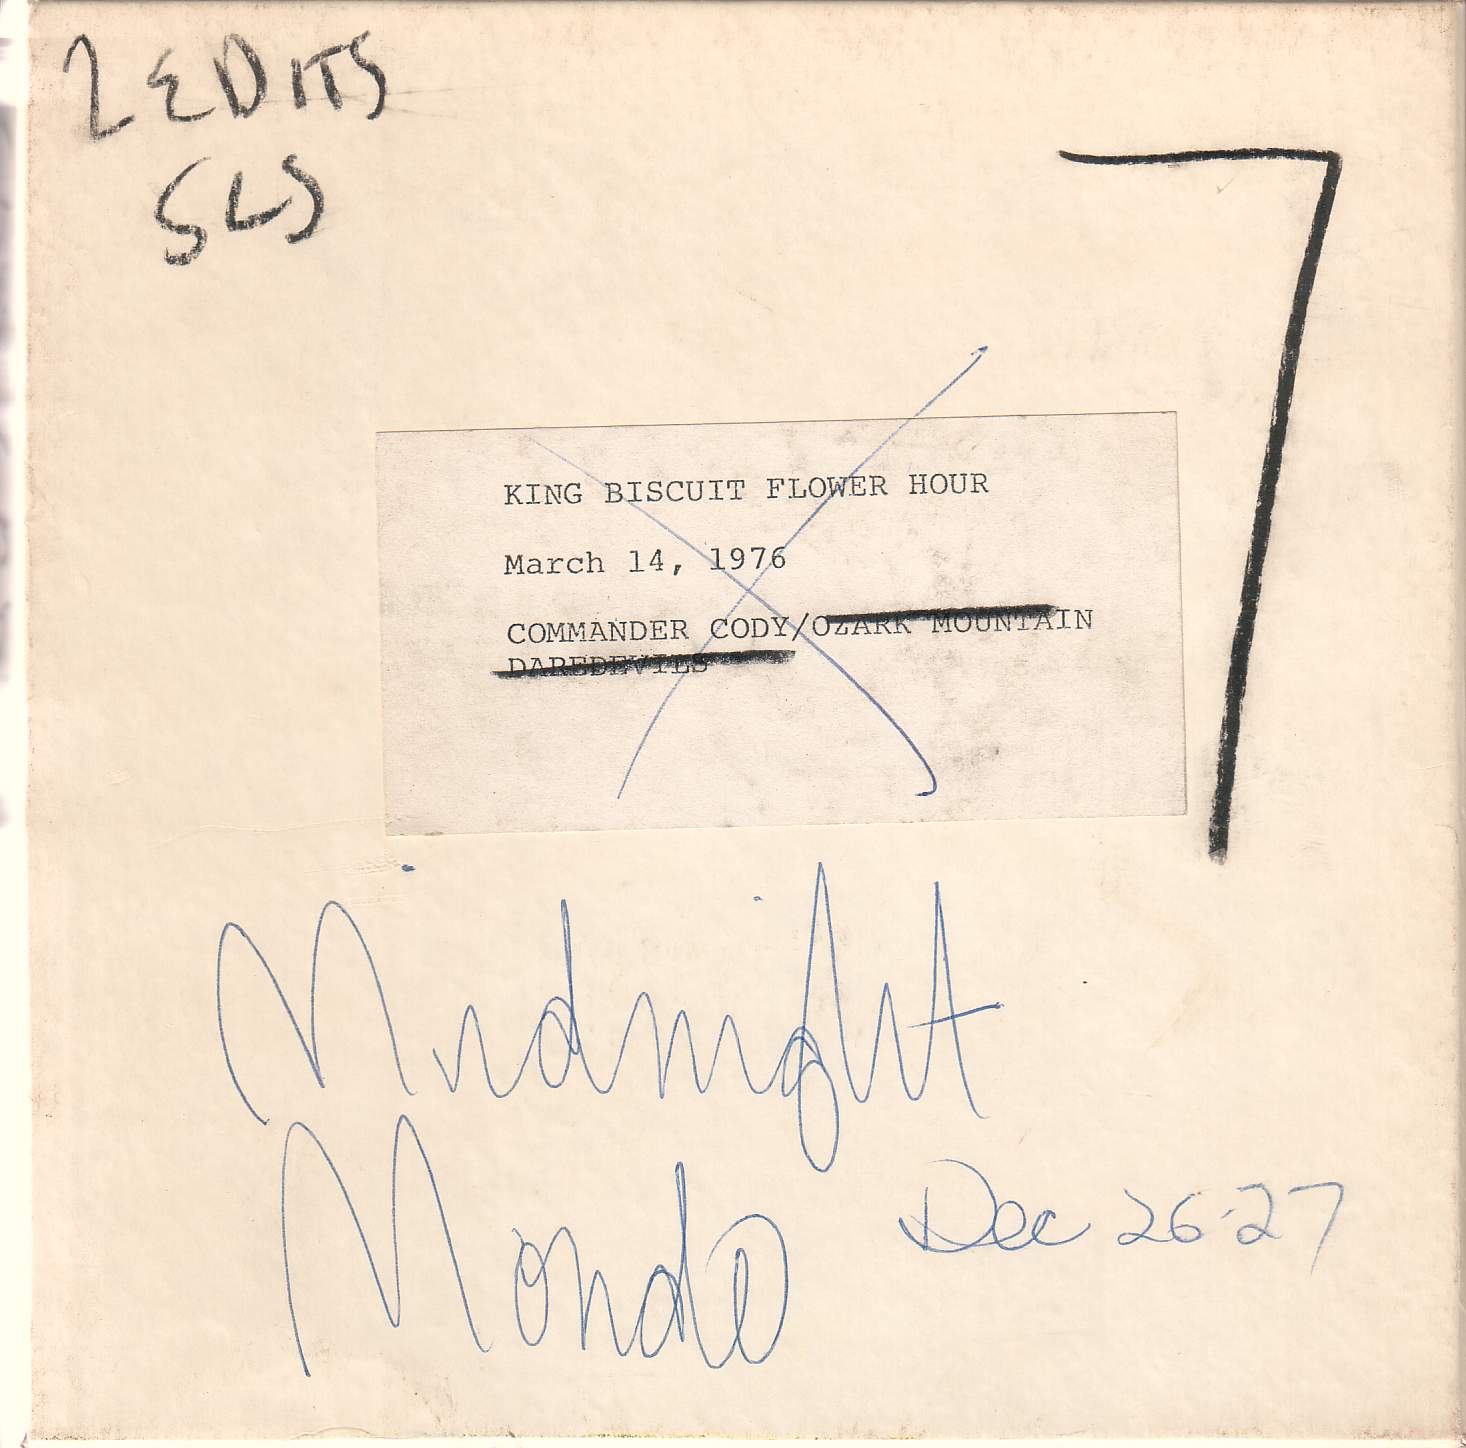 2 EDITS
SLS
7
KING BISCUIT FLOWER HOUR
March 14, 1976
COMMANDER CODY/OZARK MOUNTAIN
DAREDEVILS
Midnight
Mondo
Dec 26-27